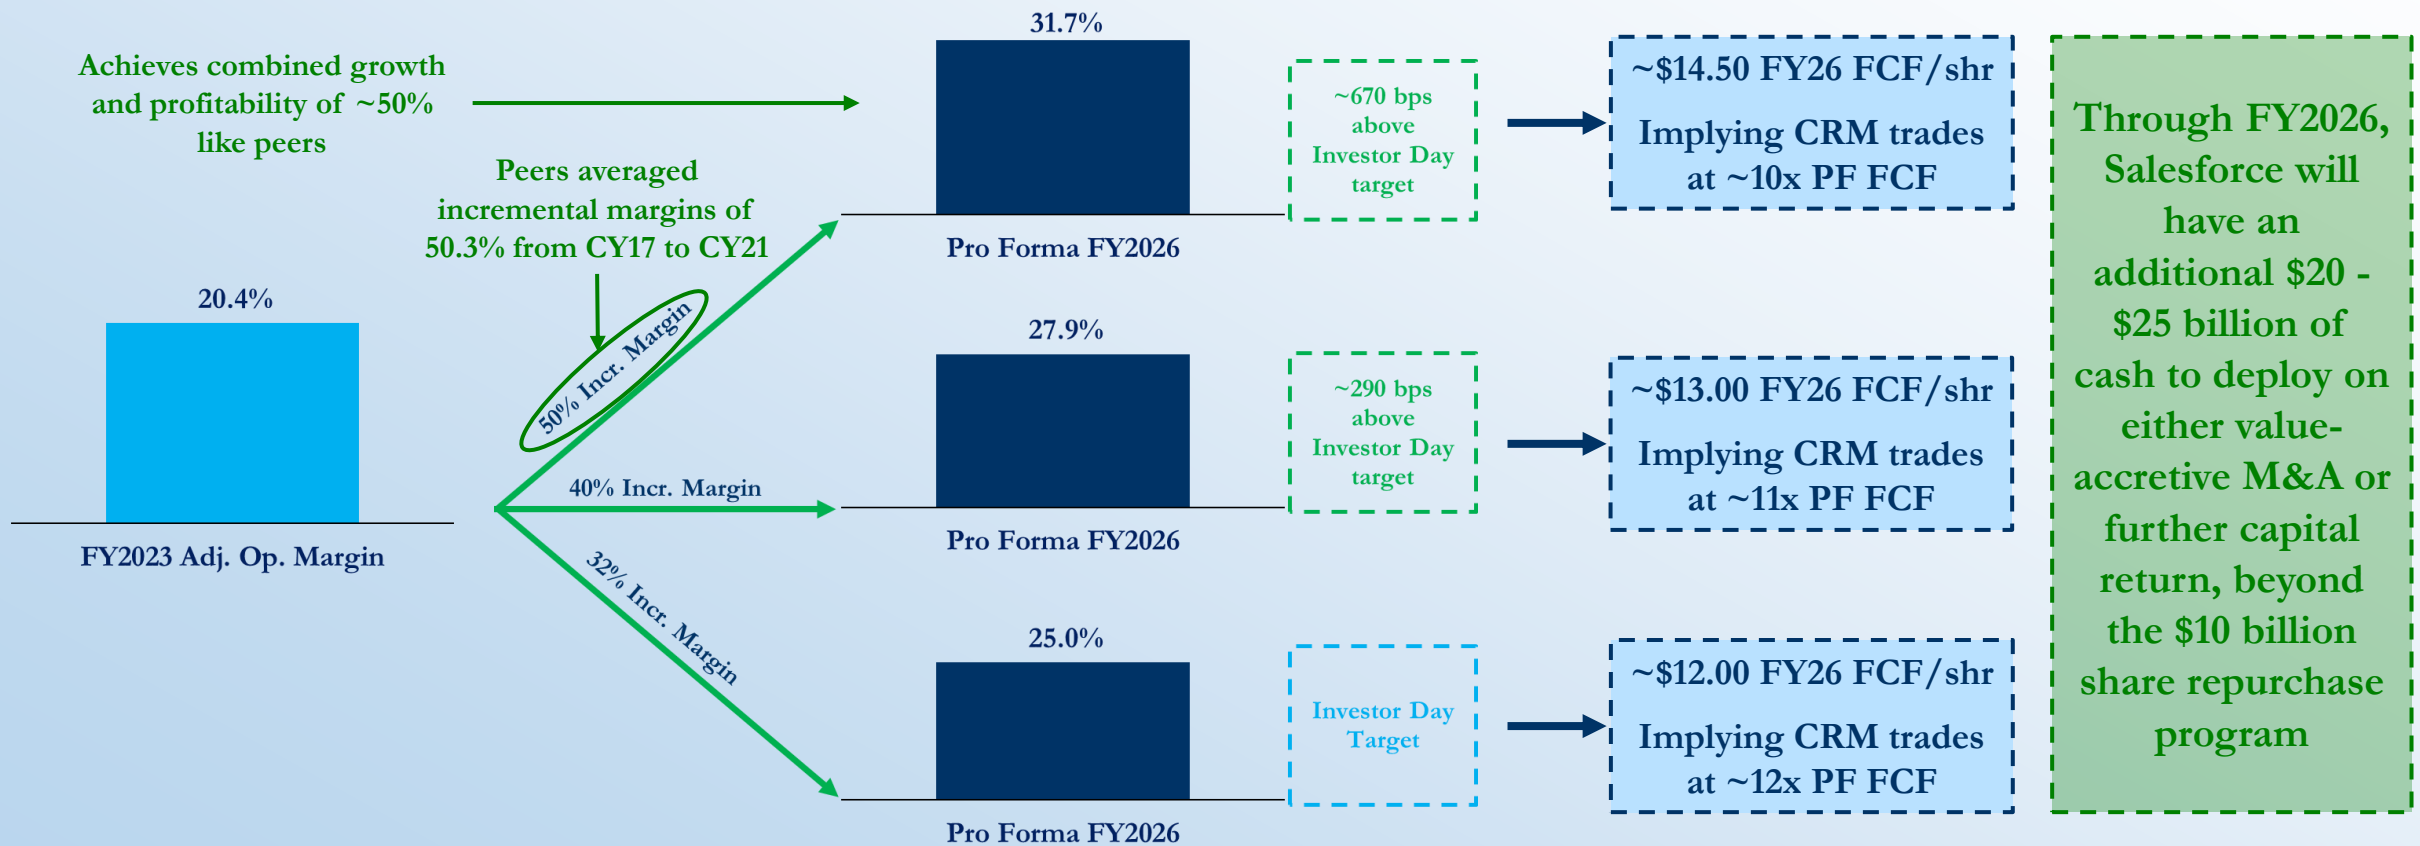 Achieves combined growth
and profitability of ~50%
like peers
Peers averaged
incremental margins of
50.3% from CY17 to CY21
20.4%
FY2023 Adj. Op. Margin
50% Incr. Margin
40% Incr. Margin
32% Incr. Margin
31.7%
Pro Forma FY2026
~670 bps
above
Investor Day
target
~$14.50 FY26 FCF/shr
Implying CRM trades
at ~10x PF FCF
27.9%
Pro Forma FY2026
~290 bps
above
Investor Day
target
~$13.00 FY26 FCF/shr
Implying CRM trades
at ~11x PF FCF
25.0%
Pro Forma FY2026
Investor Day
Target
~$12.00 FY26 FCF/shr
Implying CRM trades
at ~12x PF FCF
Through FY2026,
Salesforce will
have an
additional $20 -
$25 billion of
cash to deploy on
either value-
accretive M&A or
further capital
return, beyond
the $10 billion
share repurchase
program